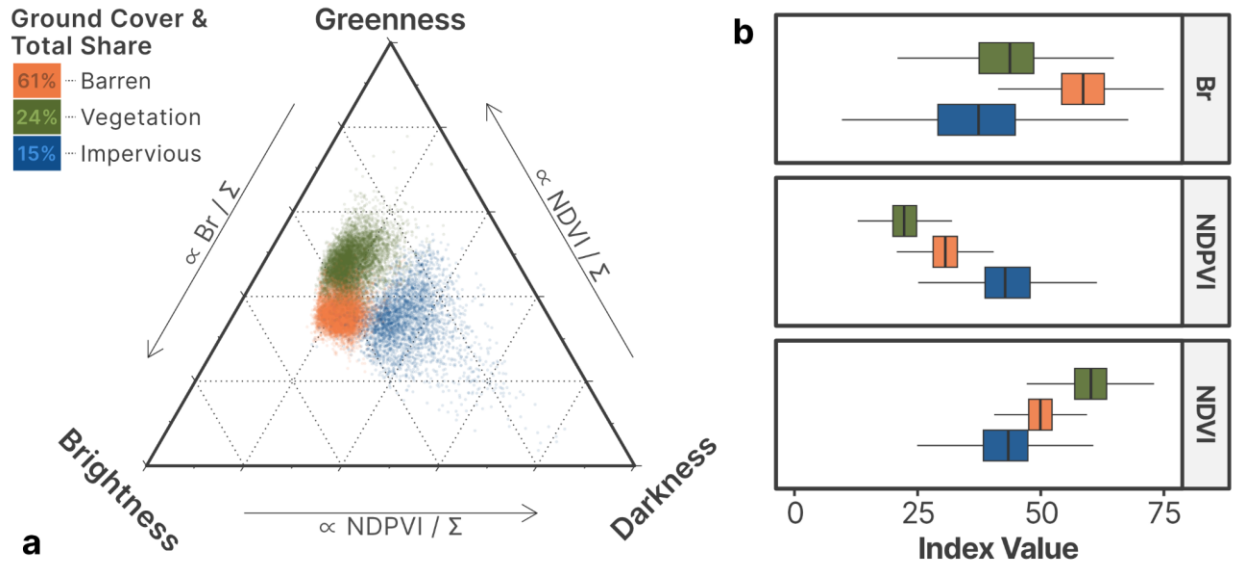 Ground Cover &
Total Share
61% Barren
24% Vegetation
15% Impervious
Greenness
∝ Br / Σ
∝ NDVI / Σ
Brightness
Darkness
∝ NDPVI / Σ
a
b
Br
NDPVI
NDVI
0 25 50 75
Index Value